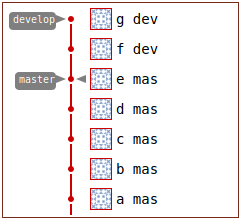 develop g dev
f dev
master e mas
d mas
c mas
b mas
a mas